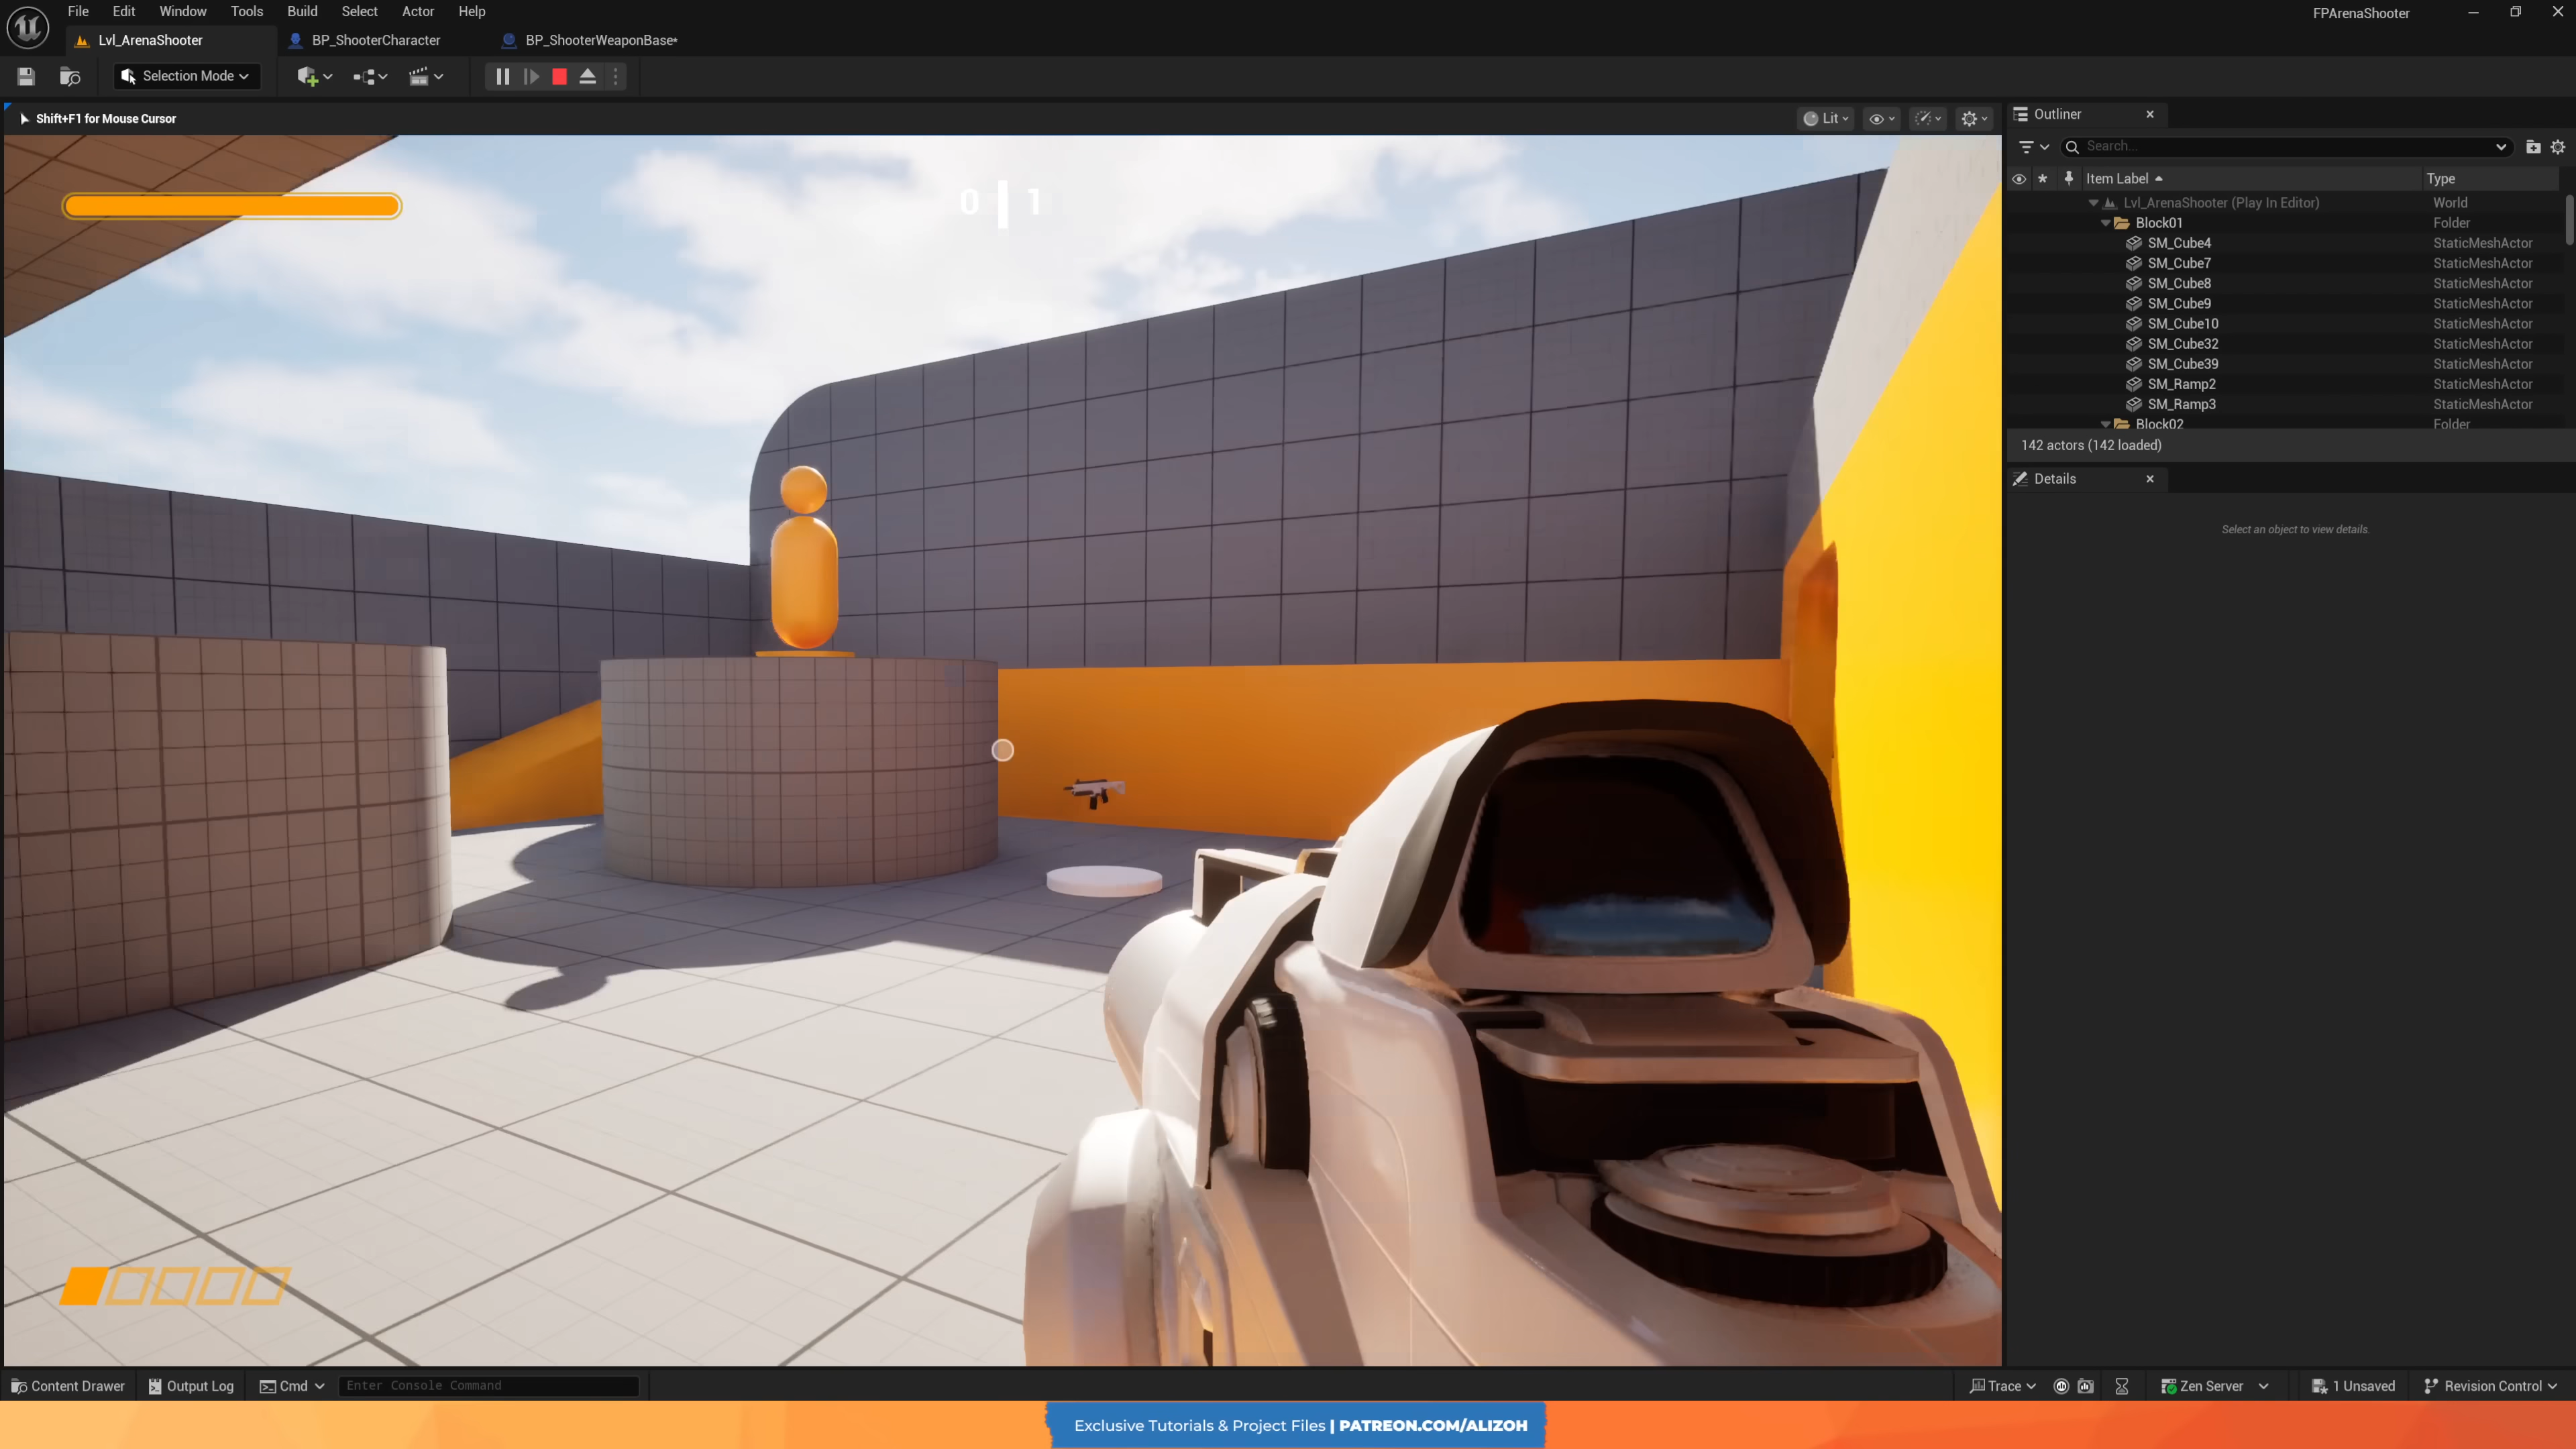 File Edit Window Tools Build Select Actor Help
FPArenaShooter
Lvl_ArenaShooter
BP_ShooterCharacter
BP_ShooterWeaponBase*
Selection Mode
Shift+F1 for Mouse Cursor
Lit
0 | 1
Outliner
Search...
Item Label
Type
Lvl_ArenaShooter (Play In Editor) World
Block01 Folder
SM_Cube4 StaticMeshActor
SM_Cube7 StaticMeshActor
SM_Cube8 StaticMeshActor
SM_Cube9 StaticMeshActor
SM_Cube10 StaticMeshActor
SM_Cube32 StaticMeshActor
SM_Cube39 StaticMeshActor
SM_Ramp2 StaticMeshActor
SM_Ramp3 StaticMeshActor
Block02 Folder
142 actors (142 loaded)
Details
Select an object to view details.
Content Drawer
Output Log
Cmd
Enter Console Command
Trace
Zen Server
1 Unsaved
Revision Control
Exclusive Tutorials & Project Files | PATREON.COM/ALIZOH